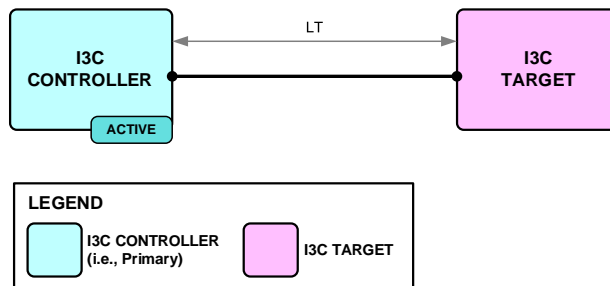 LT
I3C
CONTROLLER
I3C
TARGET
ACTIVE
LEGEND
I3C CONTROLLER
(i.e., Primary)
I3C TARGET